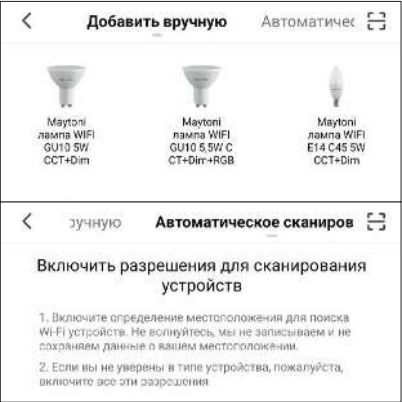 Добавить вручную Автоматичес
Maytoni
лампа WIFI
GU10 5W
CCT+Dim
Maytoni
лампа WIFI
GU10 5,5W C
CT+Dim+RGB
Maytoni
лампа WIFI
E14 C45 5W
CCT+Dim
ручную Автоматическое сканиров
Включить разрешения для сканирования
устройств
1. Включите определение местоположения для поиска
Wi-Fi устройств. Не волнуйтесь, мы не записываем и не
сохраняем данные о вашем местоположении.
2. Если вы не уверены в типе устройства, пожалуйста,
включите все эти разрешения